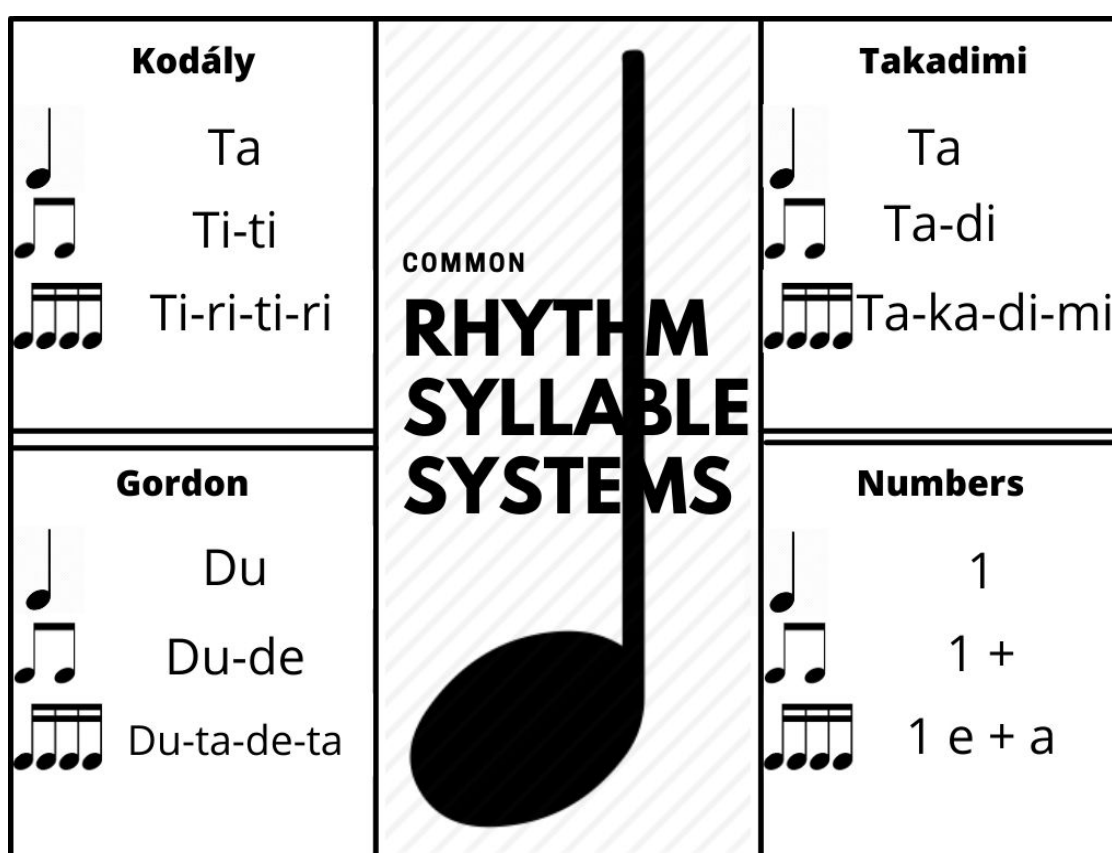 Kodály
Ta
Ti-ti
Ti-ri-ti-ri
Gordon
Du
Du-de
Du-ta-de-ta
COMMON
RHYTHM
SYLLABLE
SYSTEMS
Takadimi
Ta
Ta-di
Ta-ka-di-mi
Numbers
1
1 +
1 e + a